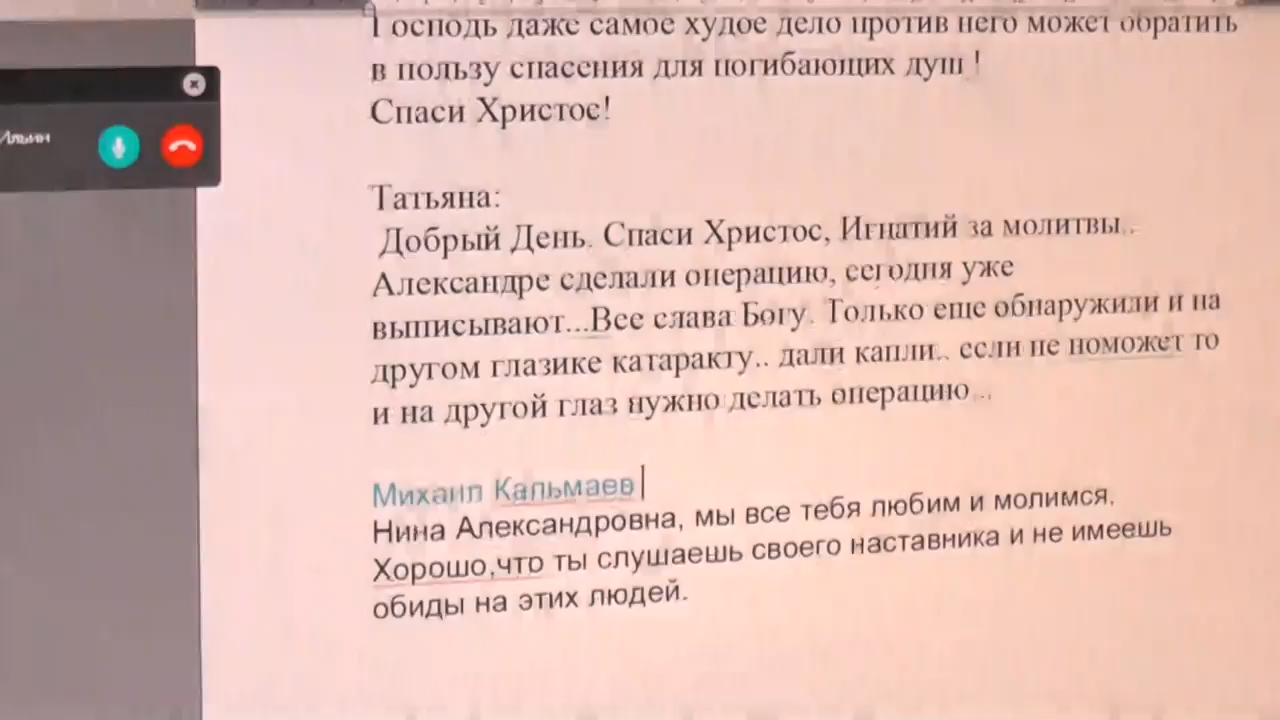 Господь даже самое худое дело против него может обратить
в пользу спасения для погибающих душ !
Спаси Христос!
Ильин
Татьяна:
Добрый День. Спаси Христос, Игнатий за молитвы..
Александре сделали операцию, сегодня уже
выписывают...Все слава Богу. Только еще обнаружили и на
другом глазике катаракту.. дали капли.. если не поможет то
и на другой глаз нужно делать операцию...
Михаил Кальмаев
Нина Александровна, мы все тебя любим и молимся.
Хорошо,что ты слушаешь своего наставника и не имеешь
обиды на этих людей.